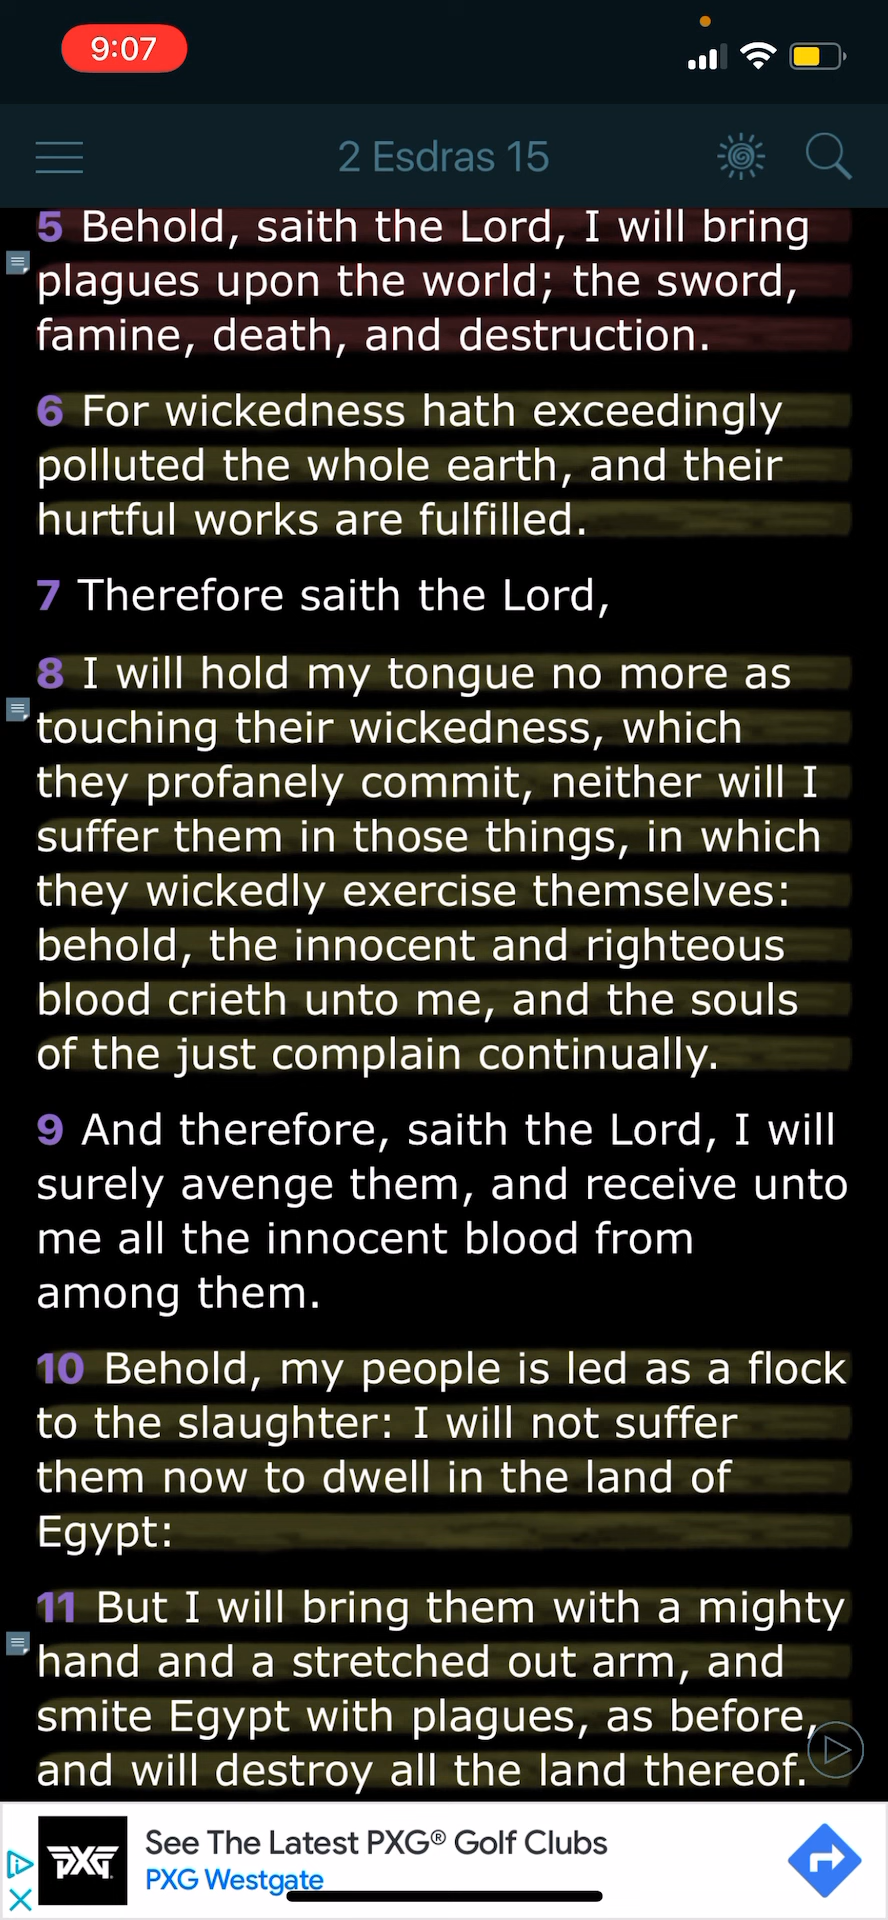 9:07
2 Esdras 15
5 Behold, saith the Lord, I will bring
plagues upon the world; the sword,
famine, death, and destruction.
6 For wickedness hath exceedingly
polluted the whole earth, and their
hurtful works are fulfilled.
7 Therefore saith the Lord,
8 I will hold my tongue no more as
touching their wickedness, which
they profanely commit, neither will I
suffer them in those things, in which
they wickedly exercise themselves:
behold, the innocent and righteous
blood crieth unto me, and the souls
of the just complain continually.
9 And therefore, saith the Lord, I will
surely avenge them, and receive unto
me all the innocent blood from
among them.
10 Behold, my people is led as a flock
to the slaughter: I will not suffer
them now to dwell in the land of
Egypt:
11 But I will bring them with a mighty
hand and a stretched out arm, and
smite Egypt with plagues, as before,
and will destroy all the land thereof.
PXG
See The Latest PXG® Golf Clubs
PXG Westgate